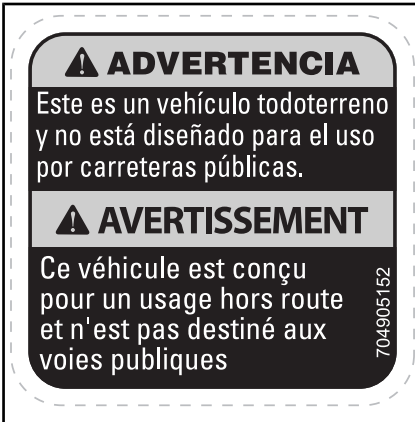 ADVERTENCIA
Este es un vehículo todoterreno
y no está diseñado para el uso
por carreteras públicas.
AVERTISSEMENT
Ce véhicule est conçu
pour un usage hors route
et n'est pas destiné aux
voies publiques
704905152